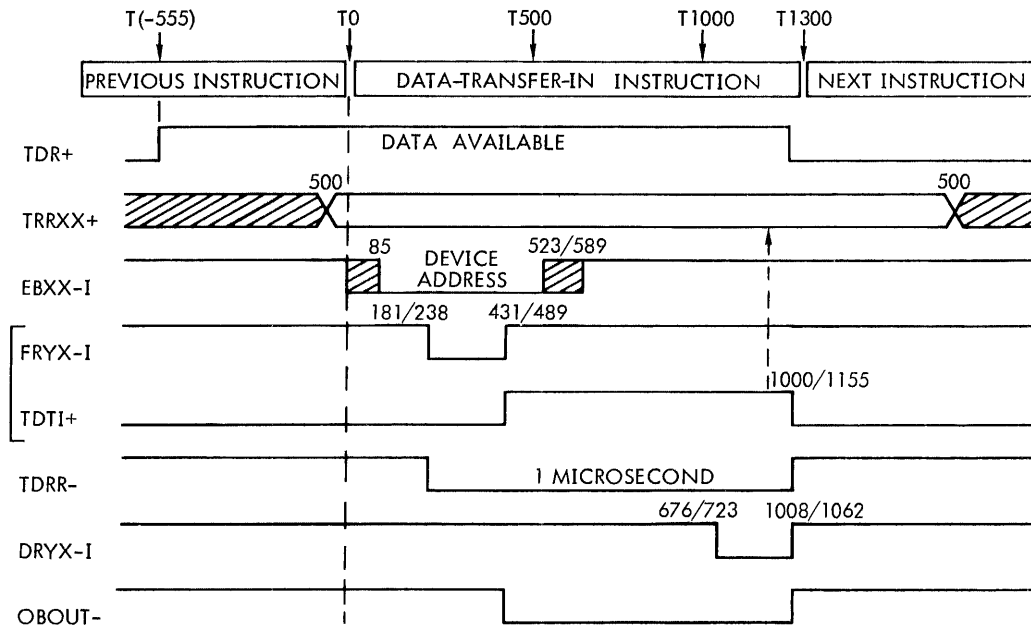 T(-555) T0 T500 T1000 T1300
PREVIOUS INSTRUCTION DATA-TRANSFER-IN INSTRUCTION NEXT INSTRUCTION
TDR+ DATA AVAILABLE
500 500
TRRXX+
85 DEVICE ADDRESS 523/589
EBXX-I
181/238 431/489
FRYX-I
1000/1155
TDTI+
TDRR- 1 MICROSECOND
676/723 1008/1062
DRYX-I
OBOUT-